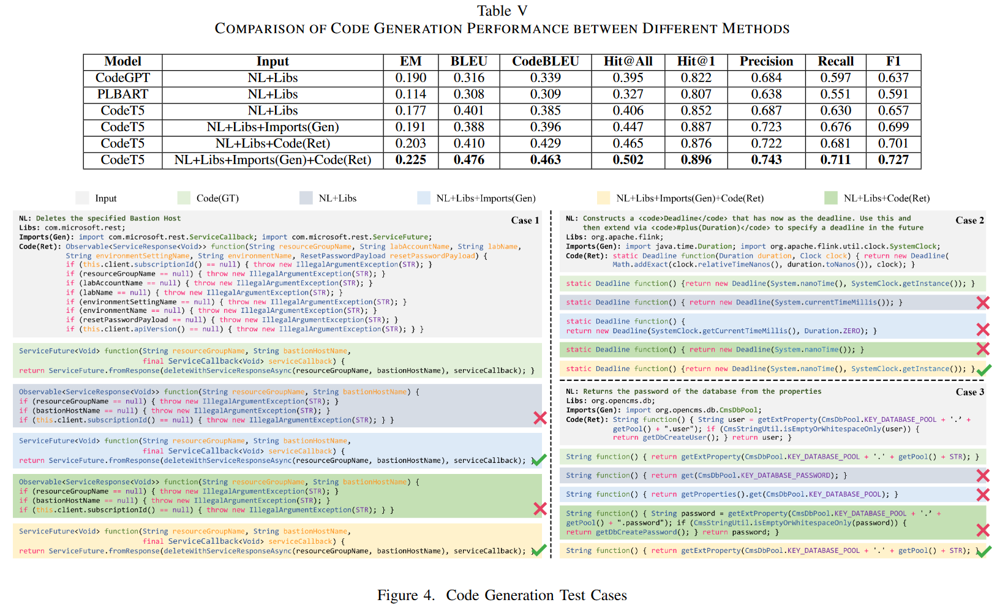 Table V
COMPARISON OF CODE GENERATION PERFORMANCE BETWEEN DIFFERENT METHODS
Model Input EM BLEU CodeBLEU Hit@All Hit@1 Precision Recall F1
CodeGPT NL+Libs 0.190 0.316 0.339 0.395 0.822 0.684 0.597 0.637
PLBART NL+Libs 0.114 0.308 0.309 0.327 0.807 0.638 0.551 0.591
CodeT5 NL+Libs 0.177 0.401 0.385 0.406 0.852 0.687 0.630 0.657
CodeT5 NL+Libs+Imports(Gen) 0.191 0.388 0.396 0.447 0.887 0.723 0.676 0.699
CodeT5 NL+Libs+Code(Ret) 0.203 0.410 0.429 0.465 0.876 0.722 0.681 0.701
CodeT5 NL+Libs+Imports(Gen)+Code(Ret) 0.225 0.476 0.463 0.502 0.896 0.743 0.711 0.727
Input Code(GT) NL+Libs NL+Libs+Imports(Gen) NL+Libs+Imports(Gen)+Code(Ret) NL+Libs+Code(Ret)
NL: Deletes the specified Bastion Host Case 1
Libs: com.microsoft.rest;
Imports(Gen): import com.microsoft.rest.ServiceCallback; import com.microsoft.rest.ServiceFuture;
Code(Ret): Observable<ServiceResponse<Void>> function(String resourceGroupName, String labAccountName, String labName,
String environmentSettingName, String environmentName, ResetPasswordPayload resetPasswordPayload) {
if (this.client.subscriptionId() == null) { throw new IllegalArgumentException(STR); }
if (resourceGroupName == null) { throw new IllegalArgumentException(STR); }
if (labAccountName == null) { throw new IllegalArgumentException(STR); }
if (labName == null) { throw new IllegalArgumentException(STR); }
if (environmentSettingName == null) { throw new IllegalArgumentException(STR); }
if (environmentName == null) { throw new IllegalArgumentException(STR); }
if (resetPasswordPayload == null) { throw new IllegalArgumentException(STR); }
if (this.client.apiVersion() == null) { throw new IllegalArgumentException(STR); } }
ServiceFuture<Void> function(String resourceGroupName, String bastionHostName,
final ServiceCallback<Void> serviceCallback) {
return ServiceFuture.fromResponse(deleteWithServiceResponseAsync(resourceGroupName, bastionHostName), serviceCallback); }
Observable<ServiceResponse<Void>> function(String resourceGroupName, String bastionHostName) {
if (resourceGroupName == null) { throw new IllegalArgumentException(STR); }
if (bastionHostName == null) { throw new IllegalArgumentException(STR); }
if (this.client.subscriptionId() == null) { throw new IllegalArgumentException(STR); } }
ServiceFuture<Void> function(String resourceGroupName, String bastionHostName,
final ServiceCallback<Void> serviceCallback) {
return ServiceFuture.fromResponse(deleteWithServiceResponseAsync(resourceGroupName, bastionHostName), serviceCallback); }
Observable<ServiceResponse<Void>> function(String resourceGroupName, String bastionHostName) {
if (resourceGroupName == null) { throw new IllegalArgumentException(STR); }
if (bastionHostName == null) { throw new IllegalArgumentException(STR); }
if (this.client.subscriptionId() == null) { throw new IllegalArgumentException(STR); } }
ServiceFuture<Void> function(String resourceGroupName, String bastionHostName,
final ServiceCallback<Void> serviceCallback) {
return ServiceFuture.fromResponse(deleteWithServiceResponseAsync(resourceGroupName, bastionHostName), serviceCallback); }
NL: Constructs a <code>Deadline</code> that has now as the deadline. Use this and Case 2
then extend via <code>#plus(Duration)</code> to specify a deadline in the future
Libs: org.apache.flink;
Imports(Gen): import java.time.Duration; import org.apache.flink.util.clock.SystemClock;
Code(Ret): static Deadline function(Duration duration, Clock clock) { return new Deadline(
Math.addExact(clock.relativeTimeNanos(), duration.toNanos()), clock); }
static Deadline function() {return new Deadline(System.nanoTime(), SystemClock.getInstance()); }
static Deadline function() { return new Deadline(System.currentTimeMillis()); }
static Deadline function() {
return new Deadline(SystemClock.getCurrentTimeMillis(), Duration.ZERO); }
static Deadline function() { return new Deadline(System.nanoTime()); }
static Deadline function() {return new Deadline(System.nanoTime(), SystemClock.getInstance()); }
NL: Returns the password of the database from the properties Case 3
Libs: org.opencms.db;
Imports(Gen): import org.opencms.db.CmsDbPool;
Code(Ret): String function() { String user = getExtProperty(CmsDbPool.KEY_DATABASE_POOL + '.' +
getPool() + ".user"); if (CmsStringUtil.isEmptyOrWhitespaceOnly(user)) {
return getDbCreateUser(); } return user; }
String function() { return getExtProperty(CmsDbPool.KEY_DATABASE_POOL + '.' + getPool() + STR); }
String function() { return get(CmsDbPool.KEY_DATABASE_PASSWORD); }
String function() { return getProperties().get(CmsDbPool.KEY_DATABASE_POOL); }
String function() { String password = getExtProperty(CmsDbPool.KEY_DATABASE_POOL + '.' +
getPool() + ".password"); if (CmsStringUtil.isEmptyOrWhitespaceOnly(password)) {
return getDbCreatePassword(); } return password; }
String function() { return getExtProperty(CmsDbPool.KEY_DATABASE_POOL + '.' + getPool() + STR); }
Figure 4. Code Generation Test Cases